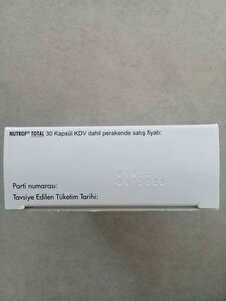 NUTROF® TOTAL 30 Kapsül KDV dahil perakende satış fiyatı:
Parti numarası:
Tavsiye Edilen Tüketim Tarihi: